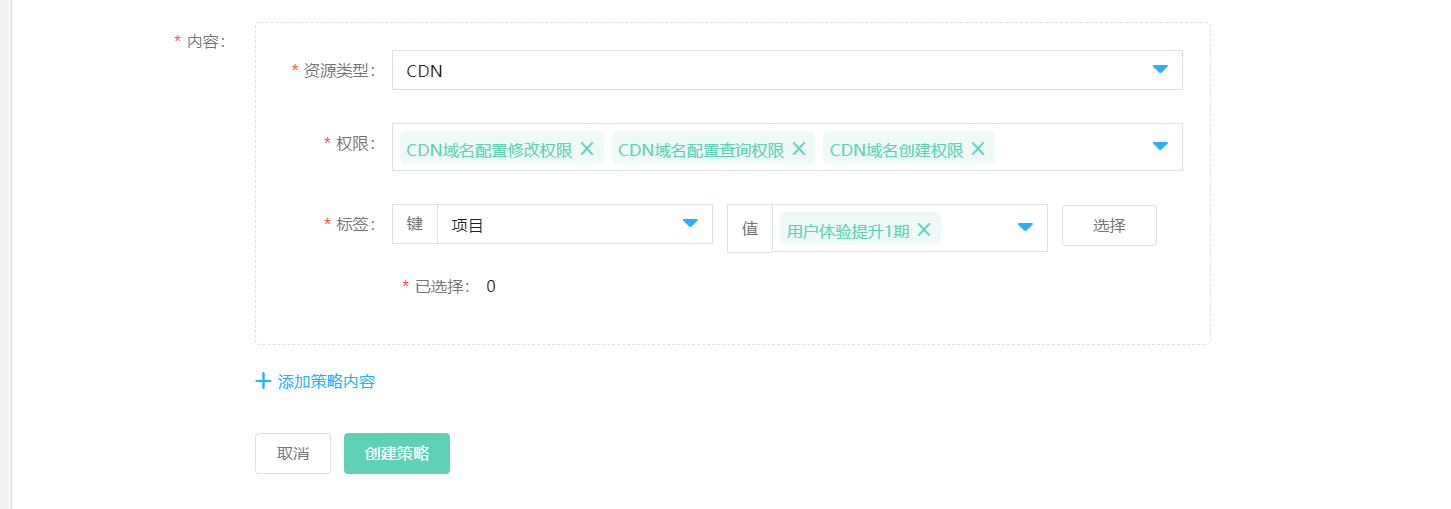 * 内容：
* 资源类型： CDN
* 权限： CDN域名配置修改权限 × CDN域名配置查询权限 × CDN域名创建权限 ×
* 标签： 键 项目 值 用户体验提升1期 × 选择
* 已选择： 0
+ 添加策略内容
取消 创建策略